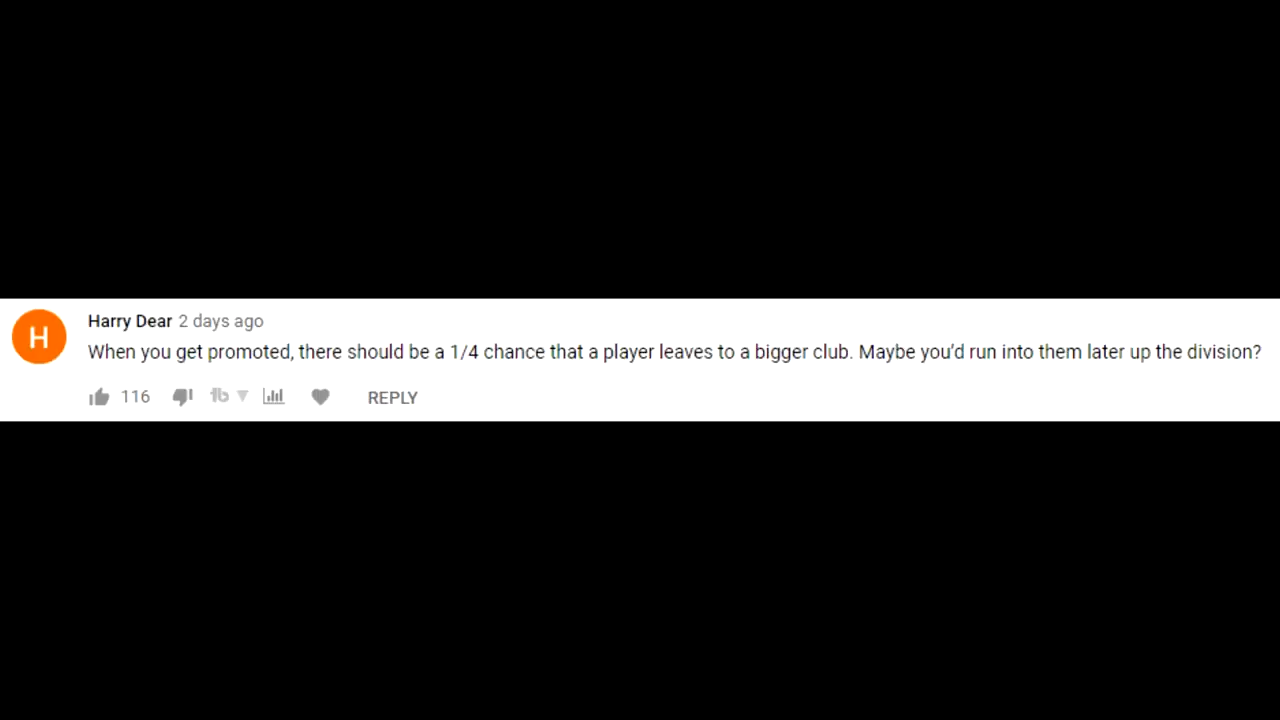 H
Harry Dear 2 days ago
When you get promoted, there should be a 1/4 chance that a player leaves to a bigger club. Maybe you'd run into them later up the division?
116 REPLY